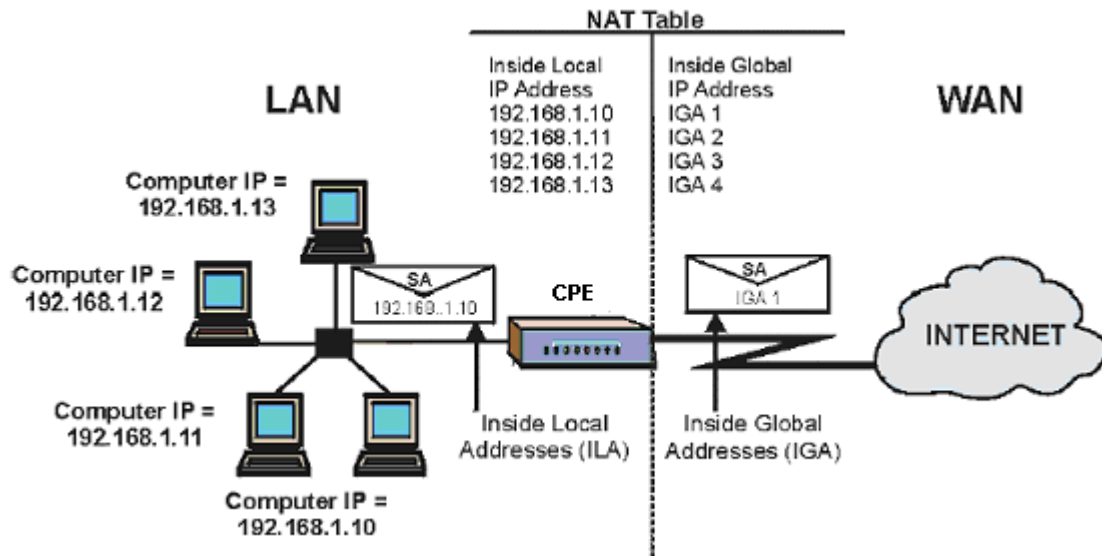 NAT Table
Inside Local
IP Address
192.168.1.10
192.168.1.11
192.168.1.12
192.168.1.13
Inside Global
IP Address
IGA 1
IGA 2
IGA 3
IGA 4
LAN
WAN
Computer IP =
192.168.1.13
Computer IP =
192.168.1.12
SA
192.168..1.10
CPE
SA
IGA 1
INTERNET
Computer IP =
192.168.1.11
Inside Local
Addresses (ILA)
Inside Global
Addresses (IGA)
Computer IP =
192.168.1.10